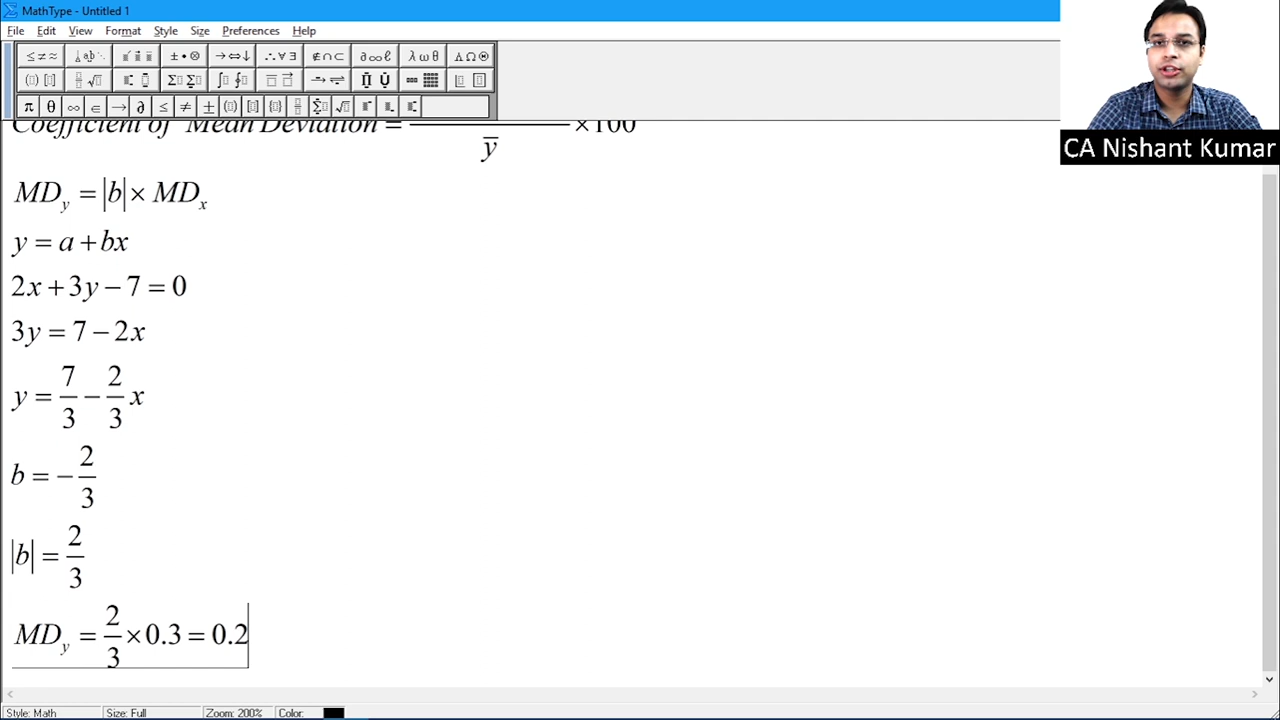 MathType - Untitled 1
File Edit View Format Style Size Preferences Help
Coefficient of Mean Deviation = ――― × 100
y̅
MD_y = |b| × MD_x
y = a + bx
2x + 3y − 7 = 0
3y = 7 − 2x
y = 7/3 − 2/3 x
b = − 2/3
|b| = 2/3
MD_y = 2/3 × 0.3 = 0.2
CA Nishant Kumar
Style: Math Size: Full Zoom: 200% Color: